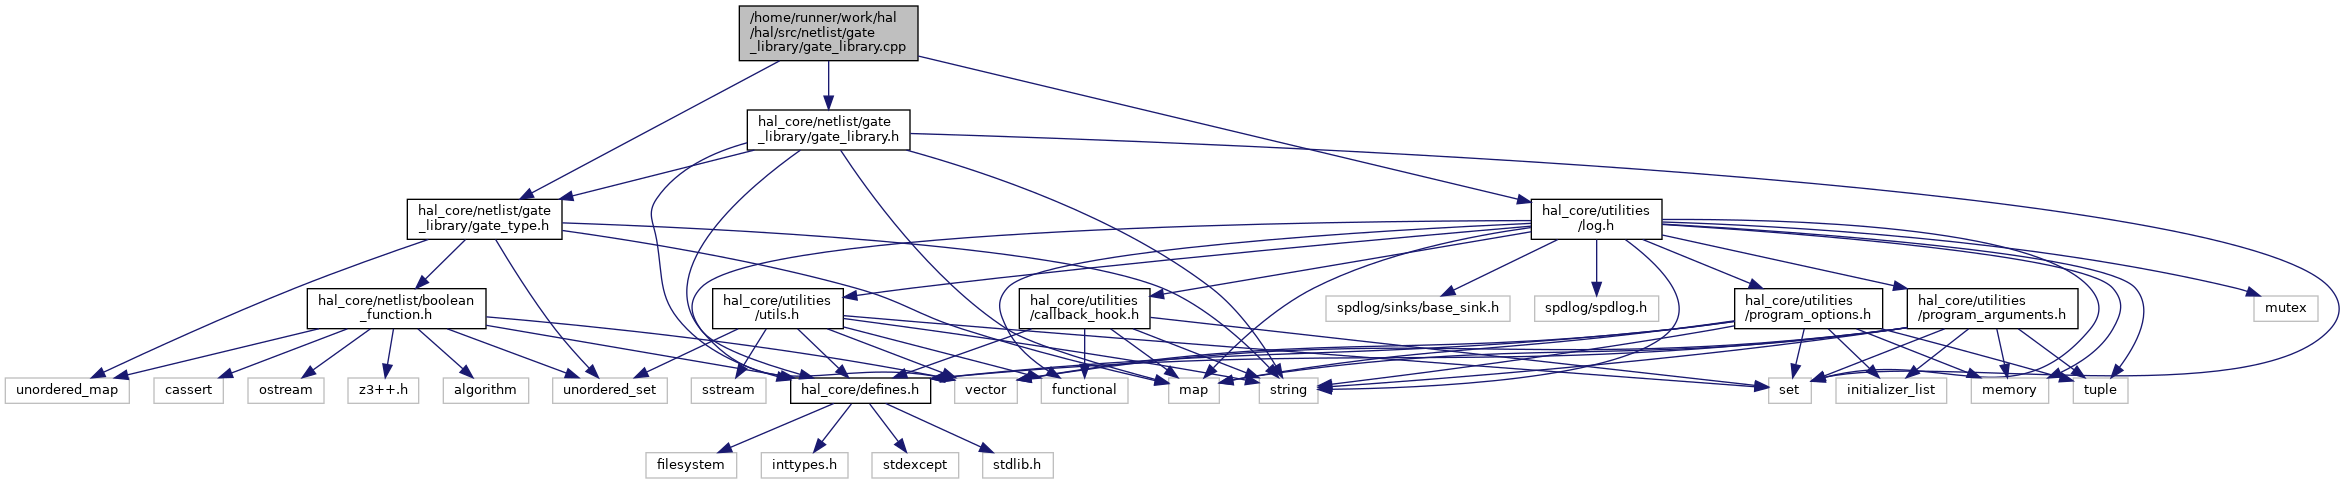 /home/runner/work/hal
/hal/src/netlist/gate
_library/gate_library.cpp
hal_core/netlist/gate
_library/gate_library.h
hal_core/netlist/gate
_library/gate_type.h
hal_core/utilities
/log.h
hal_core/netlist/boolean
_function.h
hal_core/utilities
/utils.h
hal_core/utilities
/callback_hook.h
spdlog/sinks/base_sink.h
spdlog/spdlog.h
hal_core/utilities
/program_options.h
hal_core/utilities
/program_arguments.h
mutex
unordered_map
cassert
ostream
z3++.h
algorithm
unordered_set
sstream
hal_core/defines.h
vector
functional
map
string
set
initializer_list
memory
tuple
filesystem
inttypes.h
stdexcept
stdlib.h